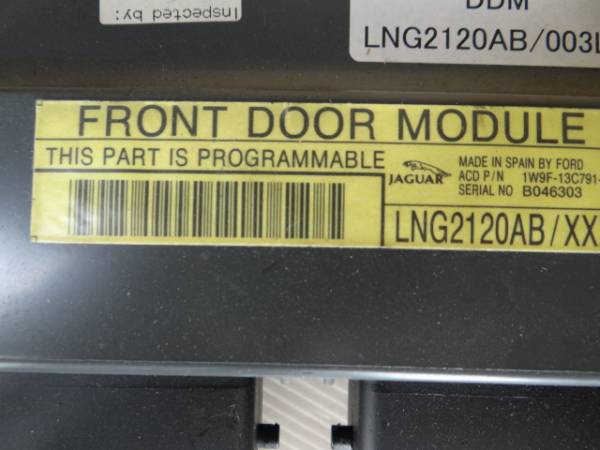 Inspected by:
DDM
LNG2120AB/003L
FRONT DOOR MODULE
THIS PART IS PROGRAMMABLE
JAGUAR
MADE IN SPAIN BY FORD
ACD P/N 1W9F-13C791-
SERIAL NO B046303
LNG2120AB/XX